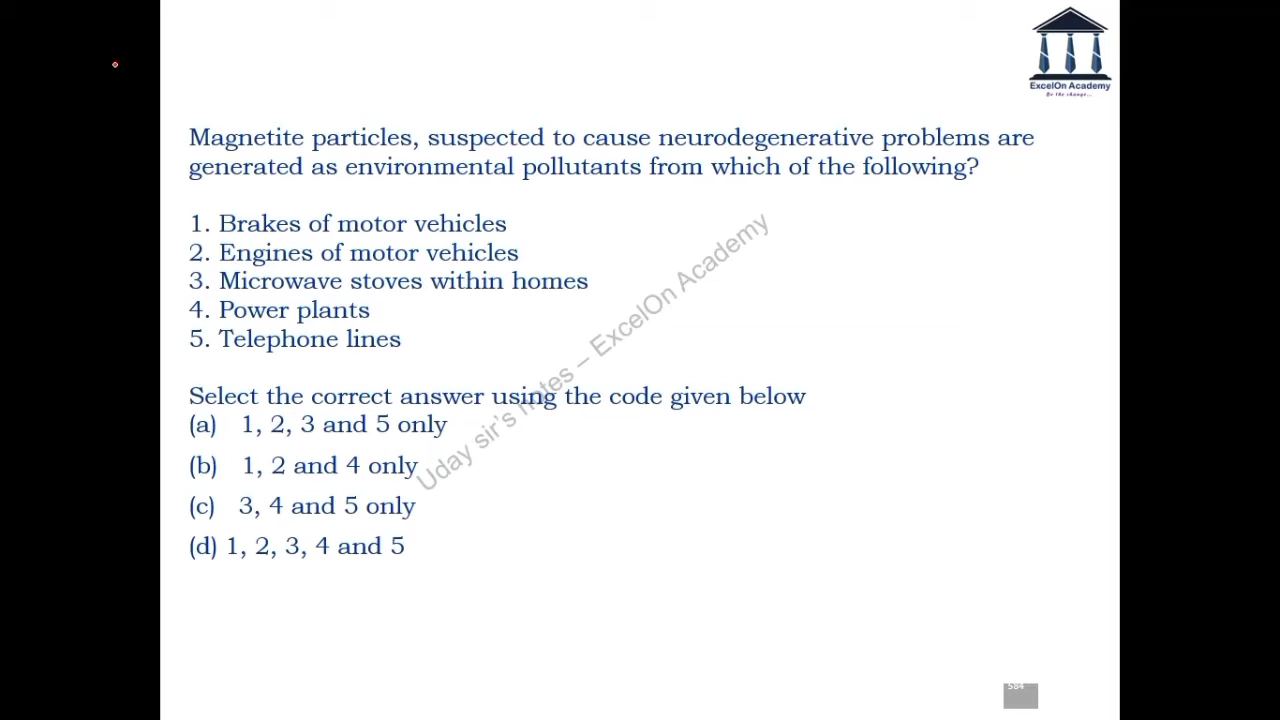 ExcelOn Academy
Be the change...
Magnetite particles, suspected to cause neurodegenerative problems are
generated as environmental pollutants from which of the following?
1. Brakes of motor vehicles
2. Engines of motor vehicles
3. Microwave stoves within homes
4. Power plants
5. Telephone lines
Select the correct answer using the code given below
(a) 1, 2, 3 and 5 only
(b) 1, 2 and 4 only
(c) 3, 4 and 5 only
(d) 1, 2, 3, 4 and 5
Uday sir's notes – ExcelOn Academy
584